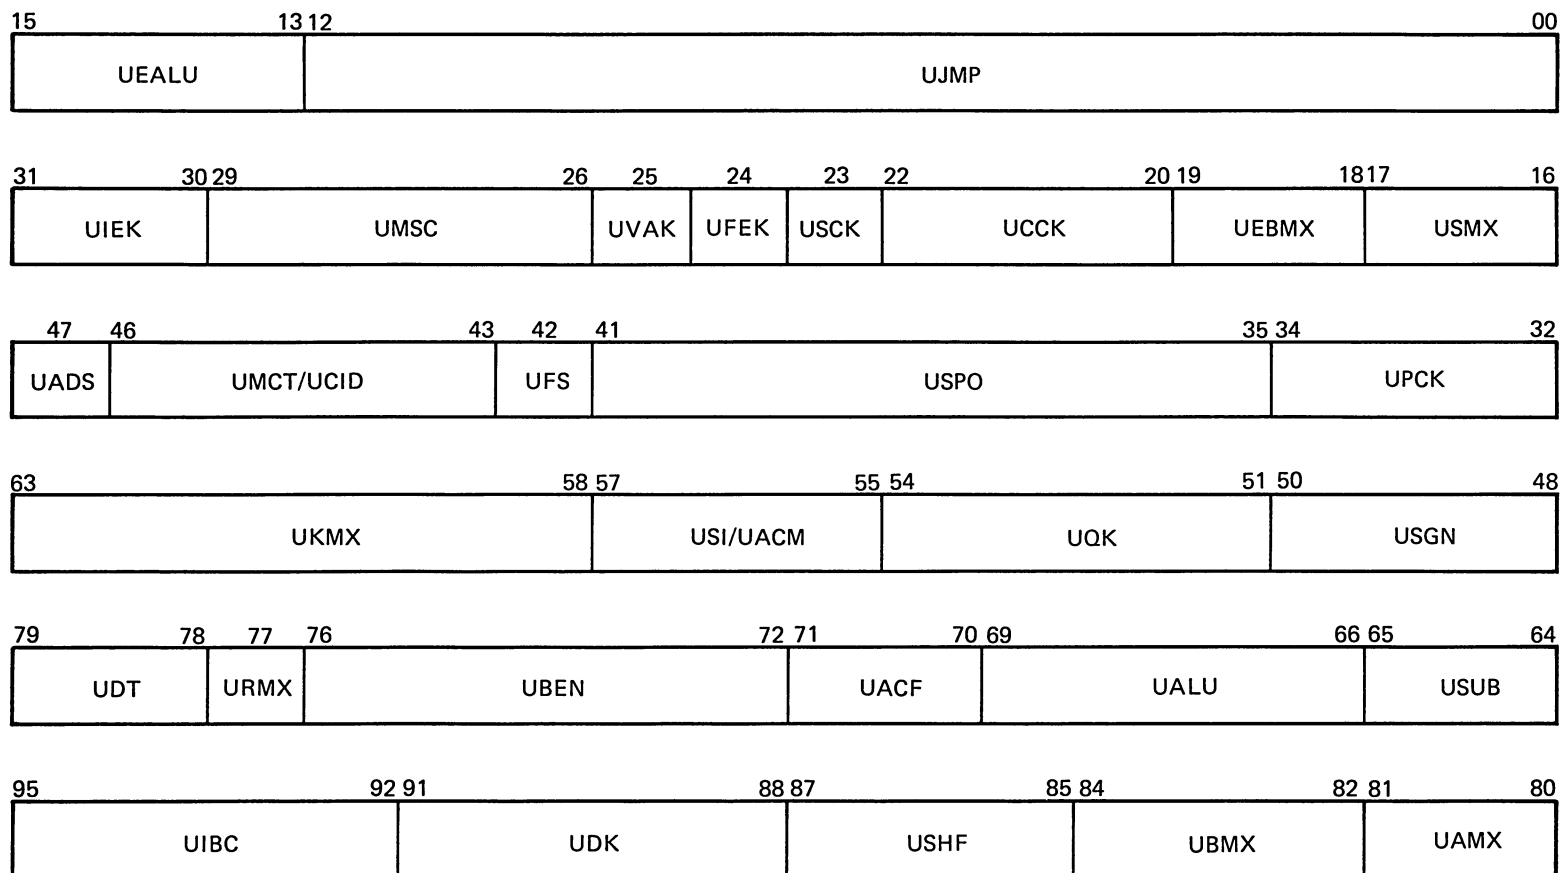 15 13 12 00
UEALU UJMP
31 30 29 26 25 24 23 22 20 19 18 17 16
UIEK UMSC UVAK UFEK USCK UCCK UEBMX USMX
47 46 43 42 41 35 34 32
UADS UMCT/UCID UFS USPO UPCK
63 58 57 55 54 51 50 48
UKMX USI/UACM UQK USGN
79 78 77 76 72 71 70 69 66 65 64
UDT URMX UBEN UACF UALU USUB
95 92 91 88 87 85 84 82 81 80
UIBC UDK USHF UBMX UAMX